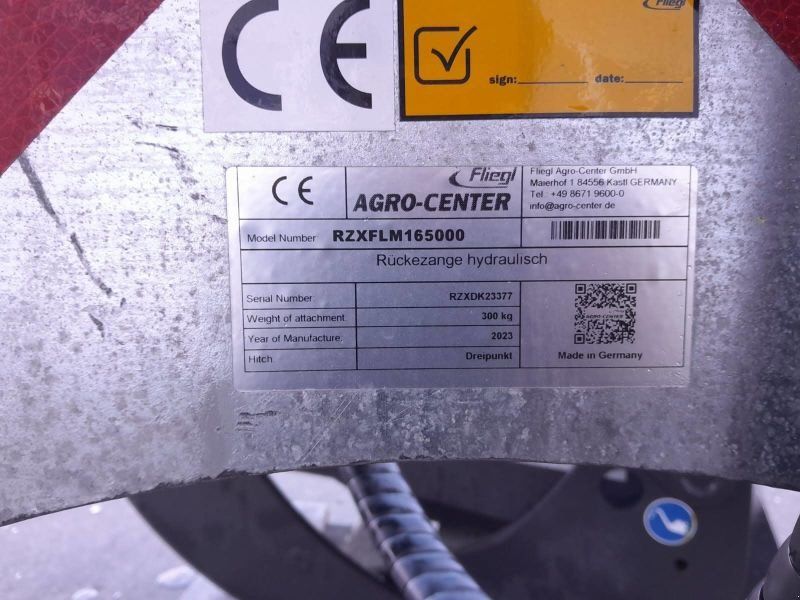 CE
Fliegl
sign: date:
CE
Fliegl
AGRO-CENTER
Fliegl Agro-Center GmbH
Maierhof 1 84556 Kastl GERMANY
Tel.: +49 8671 9600-0
info@agro-center.de
Model Number: RZXFLM165000
Rückezange hydraulisch
Serial Number: RZXDK23377
Weight of attachment: 300 kg
Year of Manufacture: 2023
Hitch: Dreipunkt
AGRO-CENTER
Made in Germany